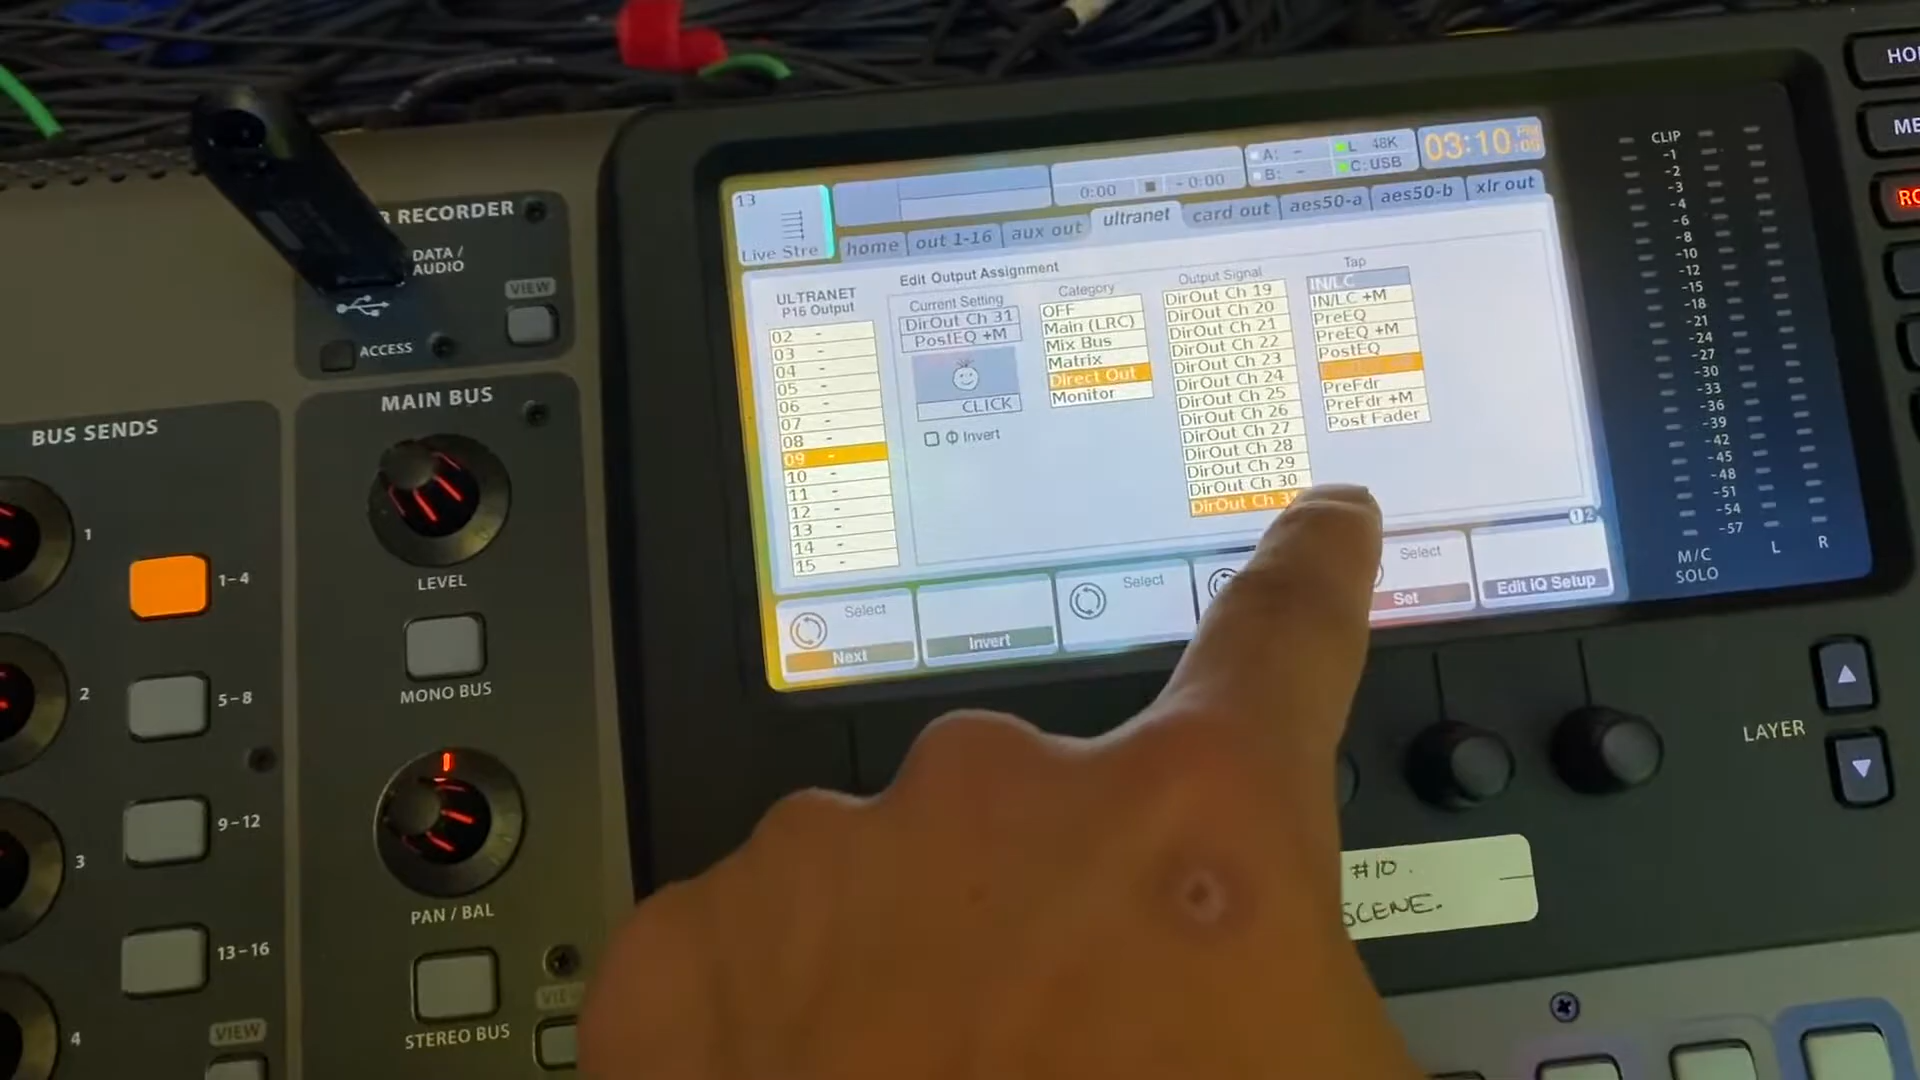 R RECORDER
DATA /
AUDIO
VIEW
ACCESS
BUS SENDS
1
1-4
2
5-8
3
9-12
13-16
4
VIEW
MAIN BUS
LEVEL
MONO BUS
PAN / BAL
STEREO BUS
VIEW
13
Live Stre
0:00
- 0:00
A: -
B: -
L 48K
C: USB
03:10 PM
home
out 1-16
aux out
ultranet
card out
aes50-a
aes50-b
xlr out
ULTRANET
P16 Output
02 -
03 -
04 -
05 -
06 -
07 -
08 -
09 -
10 -
11 -
12 -
13 -
14 -
15 -
Edit Output Assignment
Current Setting
DirOut Ch 31
PostEQ +M
CLICK
Φ Invert
Category
OFF
Main (LRC)
Mix Bus
Matrix
Direct Out
Monitor
Output Signal
DirOut Ch 19
DirOut Ch 20
DirOut Ch 21
DirOut Ch 22
DirOut Ch 23
DirOut Ch 24
DirOut Ch 25
DirOut Ch 26
DirOut Ch 27
DirOut Ch 28
DirOut Ch 29
DirOut Ch 30
DirOut Ch 31
Tap
IN/LC
IN/LC +M
PreEQ
PreEQ +M
PostEQ
PreFdr
PreFdr +M
Post Fader
1 2
Select
Next
Invert
Select
Select
Set
Edit iQ Setup
CLIP
-1
-2
-3
-4
-6
-8
-10
-12
-15
-18
-21
-24
-27
-30
-33
-36
-39
-42
-45
-48
-51
-54
-57
M/C
SOLO
L
R
HO
ME
RO
LAYER
#10.
SCENE.